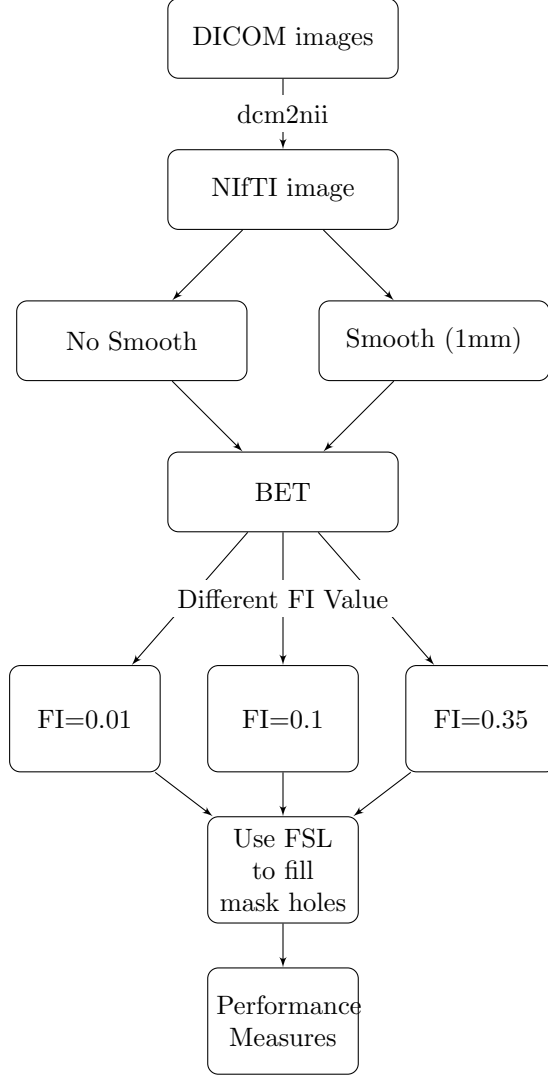 DICOM images
dcm2nii
NIfTI image
No Smooth
Smooth (1mm)
BET
Different FI Value
FI=0.01
FI=0.1
FI=0.35
Use FSL
to fill
mask holes
Performance
Measures